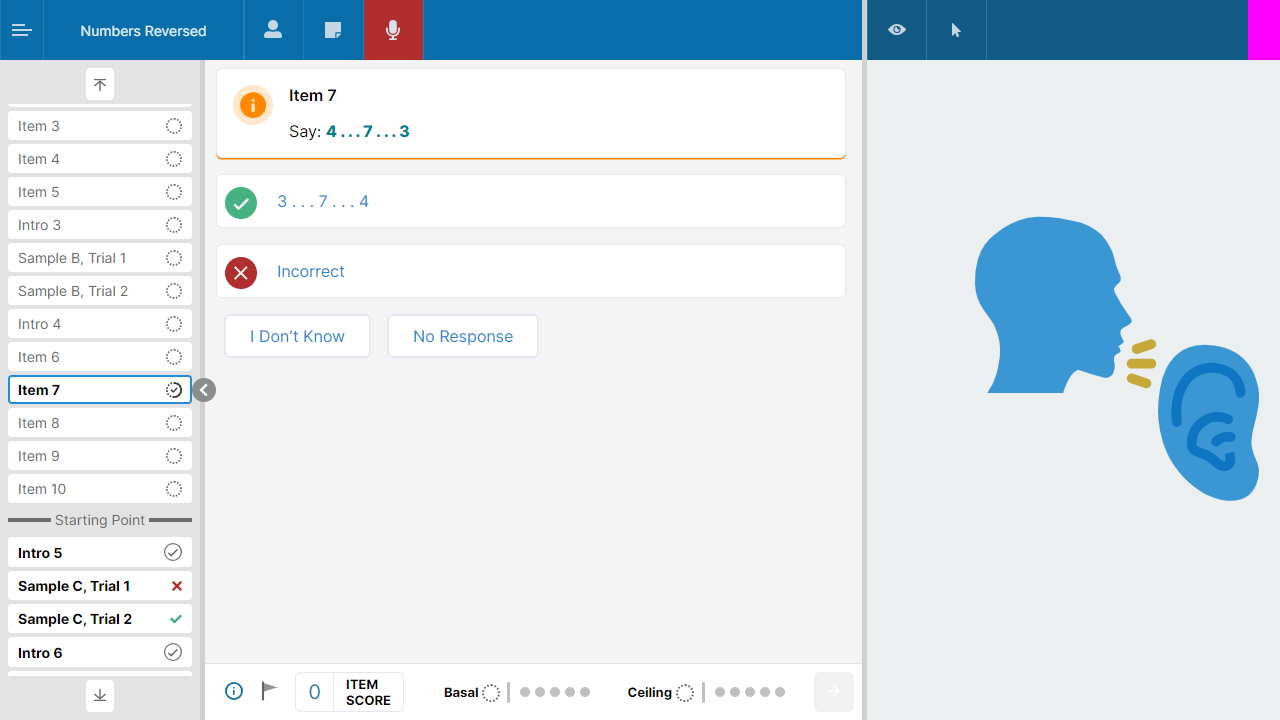 Numbers Reversed
Item 3
Item 4
Item 5
Intro 3
Sample B, Trial 1
Sample B, Trial 2
Intro 4
Item 6
Item 7
Item 8
Item 9
Item 10
Starting Point
Intro 5
Sample C, Trial 1
Sample C, Trial 2
Intro 6
Item 7
Say: 4 . . . 7 . . . 3
3 . . . 7 . . . 4
Incorrect
I Don’t Know
No Response
0
ITEM
SCORE
Basal
Ceiling